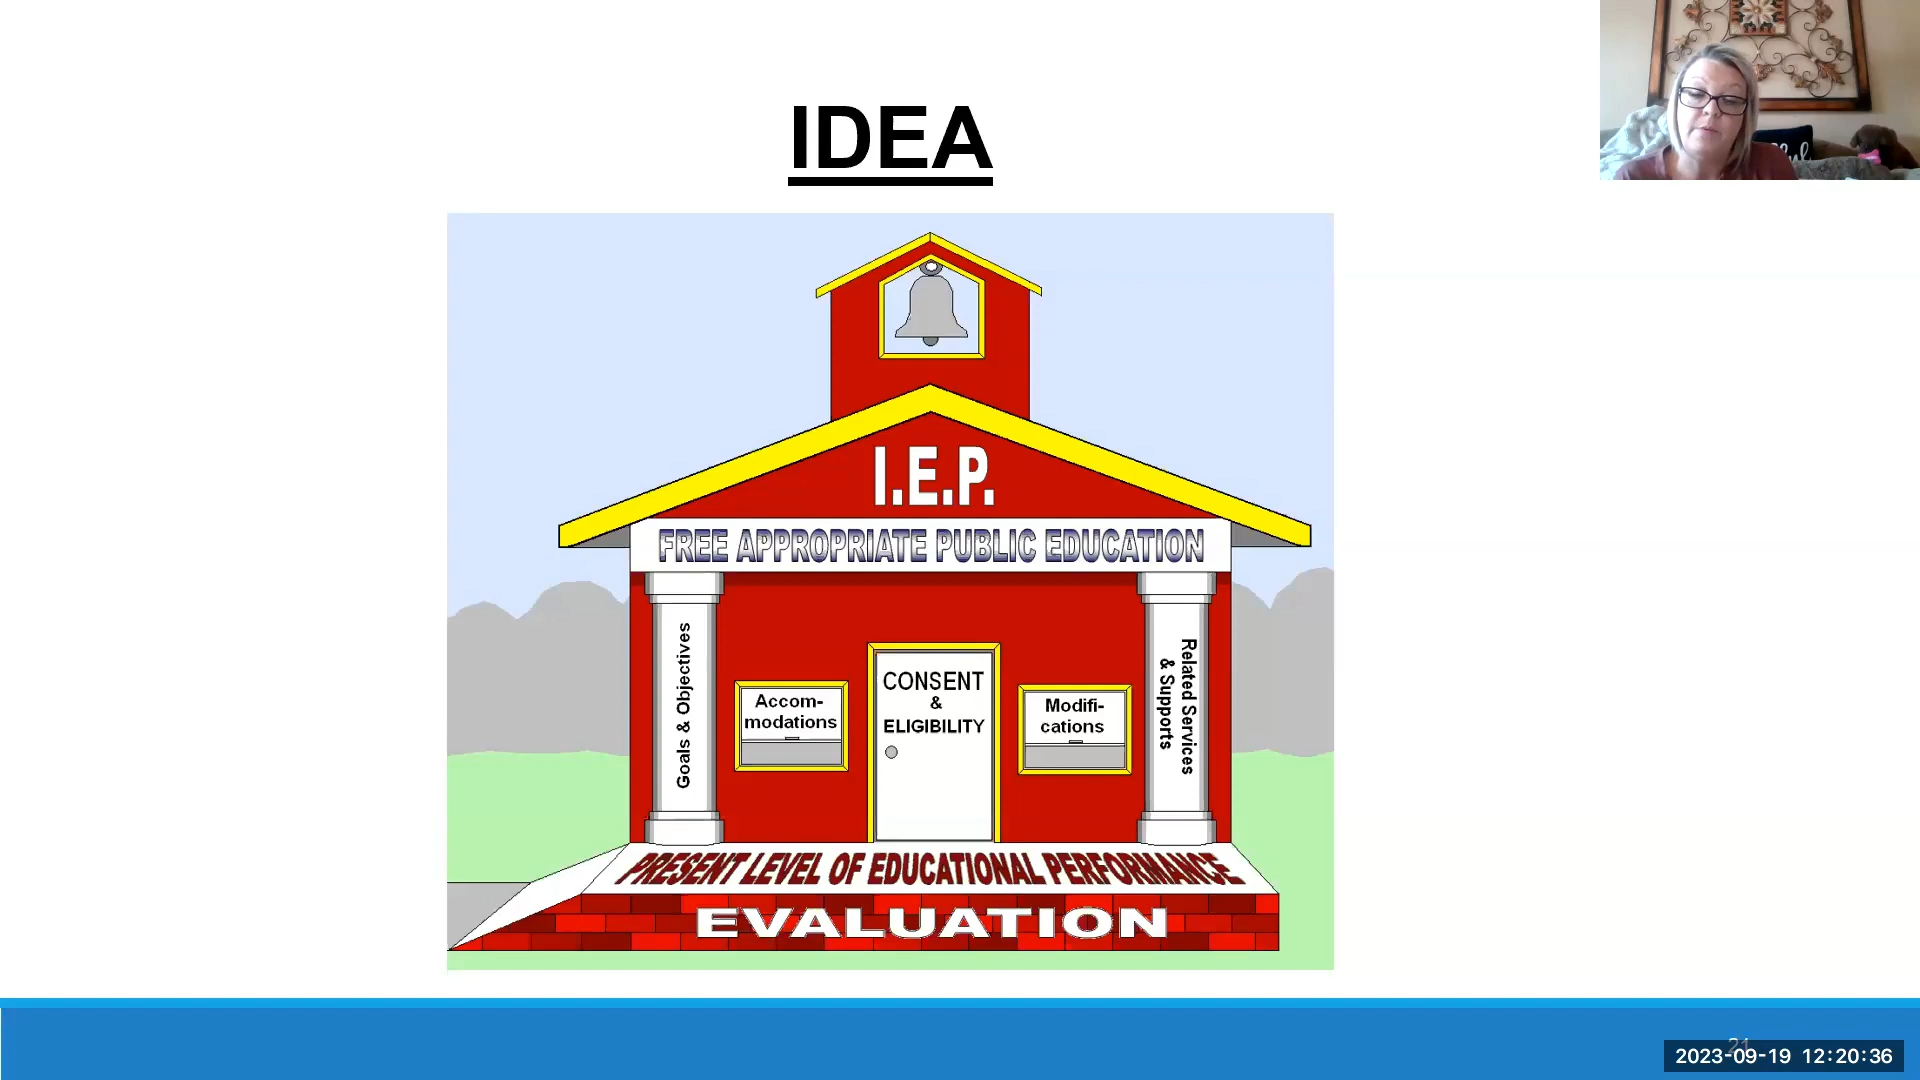 IDEA
I.E.P.
FREE APPROPRIATE PUBLIC EDUCATION
Goals & Objectives
Accom-
modations
CONSENT
&
ELIGIBILITY
Modifi-
cations
Related Services
& Supports
PRESENT LEVEL OF EDUCATIONAL PERFORMANCE
EVALUATION
21
2023-09-19 12:20:36